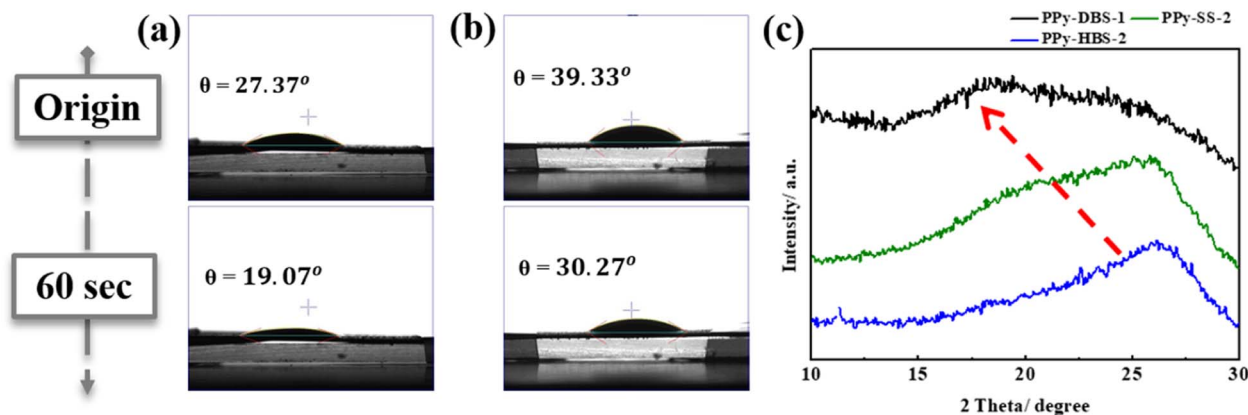 (a)
(b)
(c)
Origin
60 sec
θ = 27.37°
θ = 39.33°
θ = 19.07°
θ = 30.27°
PPy-DBS-1
PPy-SS-2
PPy-HBS-2
Intensity/ a.u.
10
15
20
25
30
2 Theta/ degree